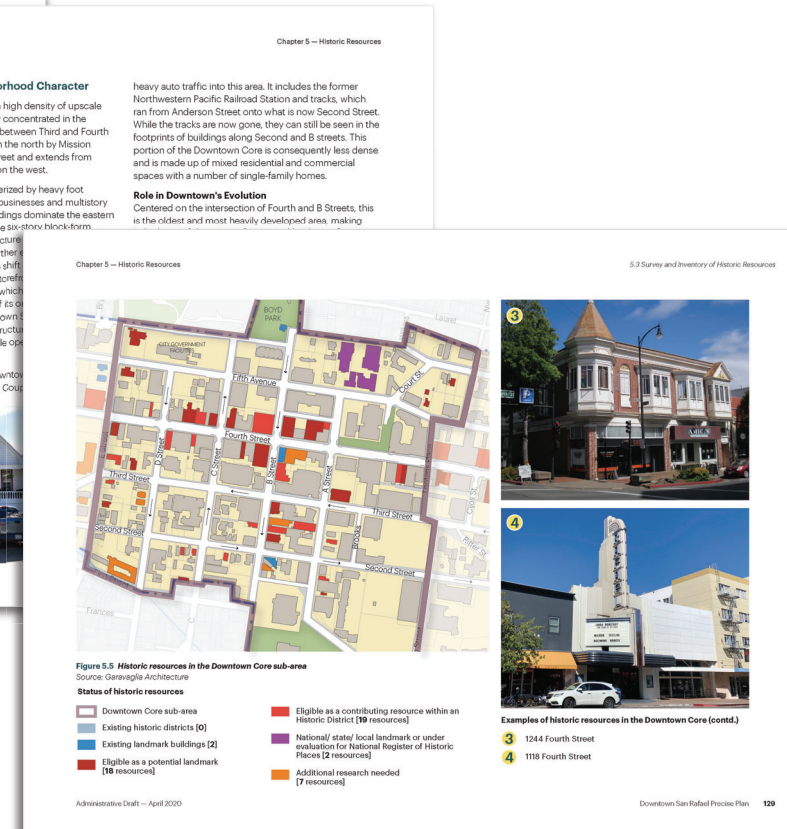 Chapter 5 — Historic Resources
orhood Character
high density of upscale
concentrated in the
between Third and Fourth
the north by Mission
reet and extends from
on the west.
erized by heavy foot
businesses and multistory
dings dominate the eastern
six-story block-form
heavy auto traffic into this area. It includes the former
Northwestern Pacific Railroad Station and tracks, which
ran from Anderson Street onto what is now Second Street.
While the tracks are now gone, they can still be seen in the
footprints of buildings along Second and B streets. This
portion of the Downtown Core is consequently less dense
and is made up of mixed residential and commercial
spaces with a number of single-family homes.
Role in Downtown's Evolution
Centered on the intersection of Fourth and B Streets, this
is the oldest and most heavily developed area, making
Chapter 5 — Historic Resources
5.3 Survey and Inventory of Historic Resources
BOYD
PARK
Laurel
CITY GOVERNMENT
FACILITY
Fifth Avenue
Court St.
Fourth Street
D Street
C Street
B Street
A Street
Third Street
Third Street
Cijos St.
Second Street
Brooks
Ritter St.
Second Street
Frances
3
4
Figure 5.5 Historic resources in the Downtown Core sub-area
Source: Garavaglia Architecture
Status of historic resources
Downtown Core sub-area
Existing historic districts [0]
Existing landmark buildings [2]
Eligible as a potential landmark
[18 resources]
Eligible as a contributing resource within an
Historic District [19 resources]
National/ state/ local landmark or under
evaluation for National Register of Historic
Places [2 resources]
Additional research needed
[7 resources]
Examples of historic resources in the Downtown Core (contd.)
3 1244 Fourth Street
4 1118 Fourth Street
Administrative Draft — April 2020
Downtown San Rafael Precise Plan 129